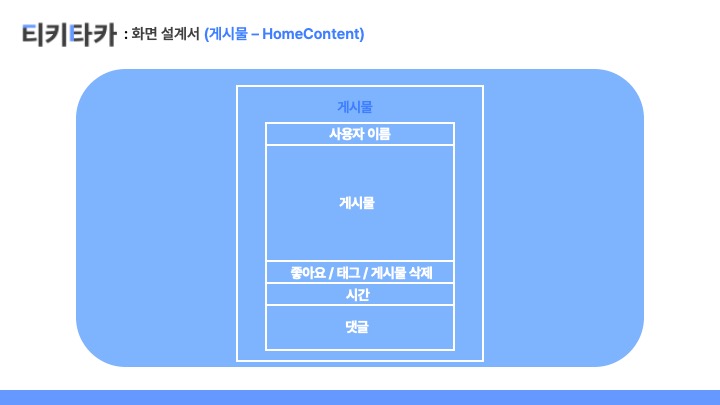 티키타카 : 화면 설계서 (게시물 – HomeContent)
게시물
사용자 이름
게시물
좋아요 / 태그 / 게시물 삭제
시간
댓글